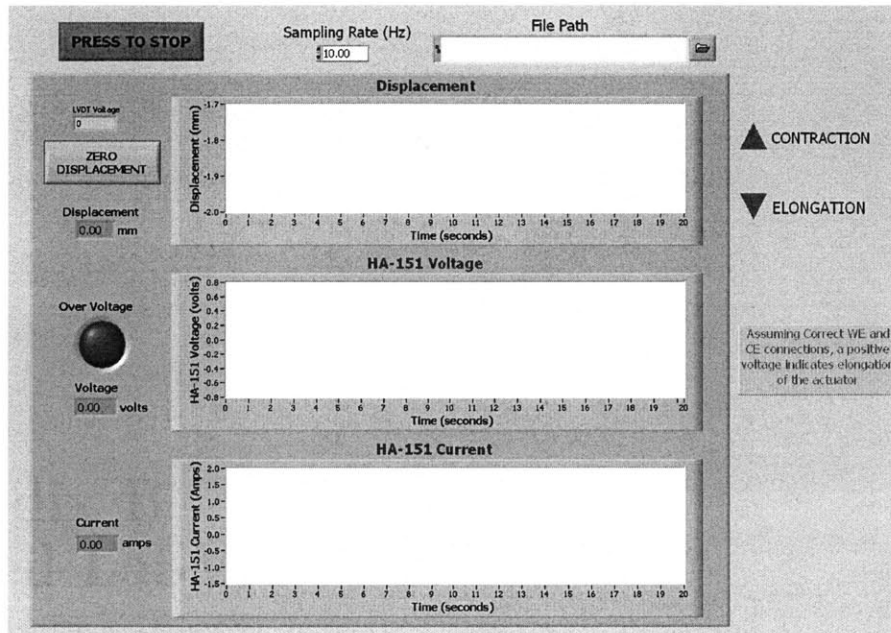 PRESS TO STOP
Sampling Rate (Hz)
10.00
File Path
Displacement
LVDT Voltage
0
ZERO
DISPLACEMENT
Displacement
0.00 mm
Displacement (mm)
-1.7
-1.8
-1.9
-2.0
0 1 2 3 4 5 6 7 8 9 10 11 12 13 14 15 16 17 18 19 20
Time (seconds)
CONTRACTION
ELONGATION
HA-151 Voltage
Over Voltage
Voltage
0.00 volts
HA-151 Voltage (volts)
0.8
0.6
0.4
0.2
-0.0
-0.2
-0.4
-0.6
-0.8
0 1 2 3 4 5 6 7 8 9 10 11 12 13 14 15 16 17 18 19 20
Time (seconds)
Assuming Correct WE and
CE connections, a positive
voltage indicates elongation
of the actuator
HA-151 Current
Current
0.00 amps
HA-151 Current (Amps)
2.0
1.5
1.0
0.5
0.0
-0.5
-1.0
-1.5
0 1 2 3 4 5 6 7 8 9 10 11 12 13 14 15 16 17 18 19 20
Time (seconds)